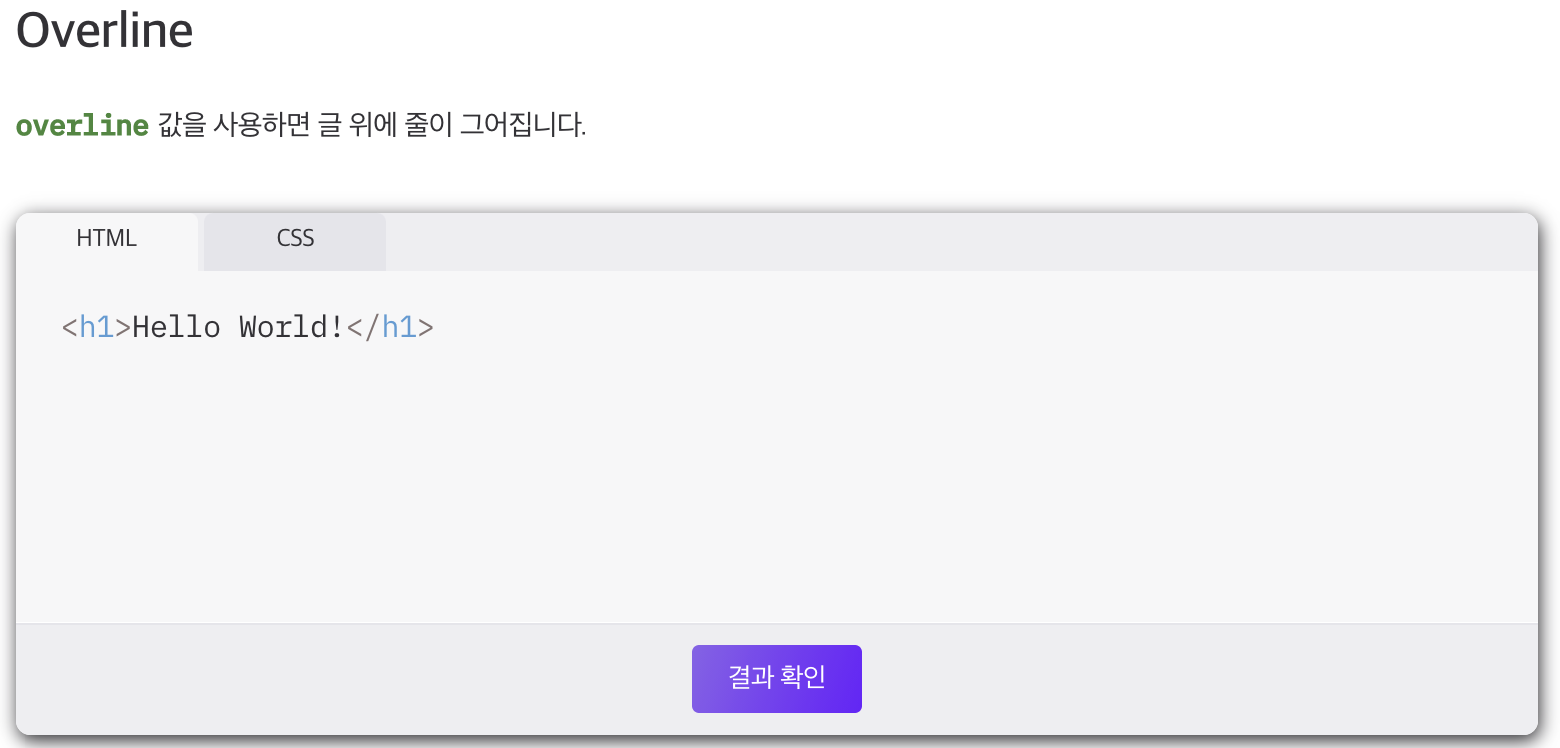 Overline
overline 값을 사용하면 글 위에 줄이 그어집니다.
HTML CSS
<h1>Hello World!</h1>
결과 확인